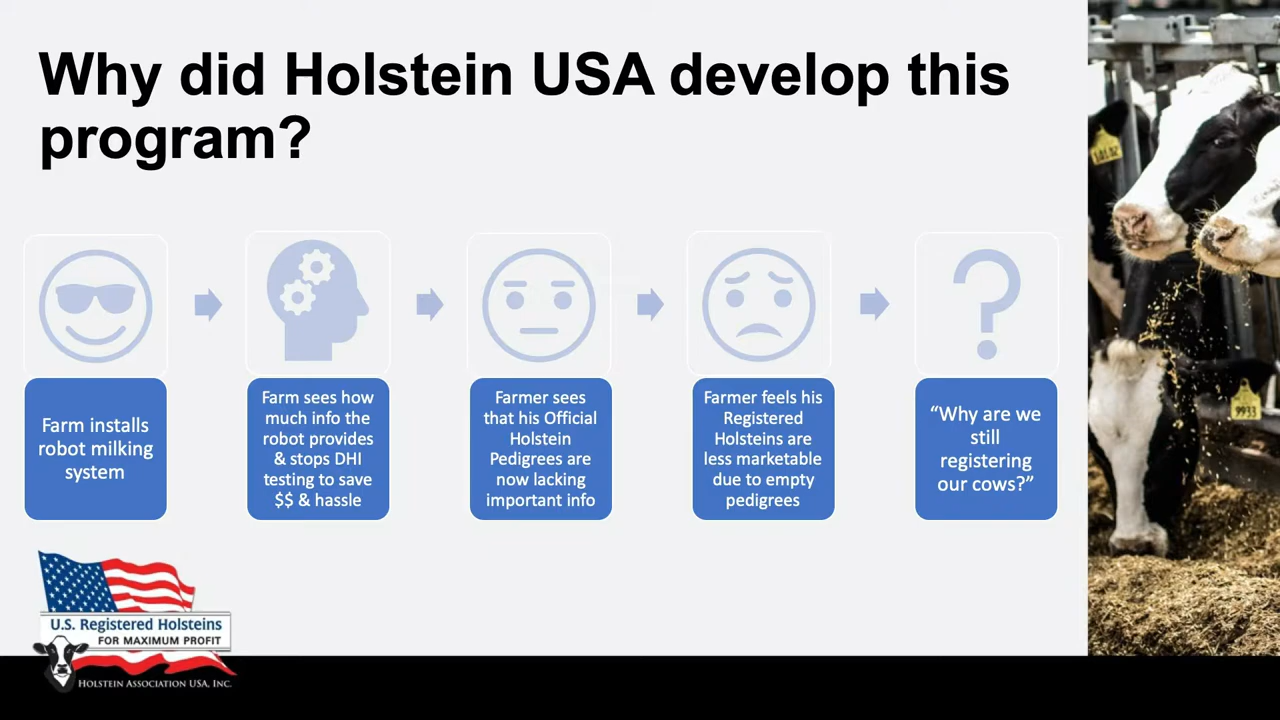 Why did Holstein USA develop this
program?
Farm installs
robot milking
system
Farm sees how
much info the
robot provides
& stops DHI
testing to save
$$ & hassle
Farmer sees
that his Official
Holstein
Pedigrees are
now lacking
important info
Farmer feels his
Registered
Holsteins are
less marketable
due to empty
pedigrees
“Why are we
still
registering
our cows?”
U.S. Registered Holsteins
FOR MAXIMUM PROFIT
HOLSTEIN ASSOCIATION USA, INC.
9933